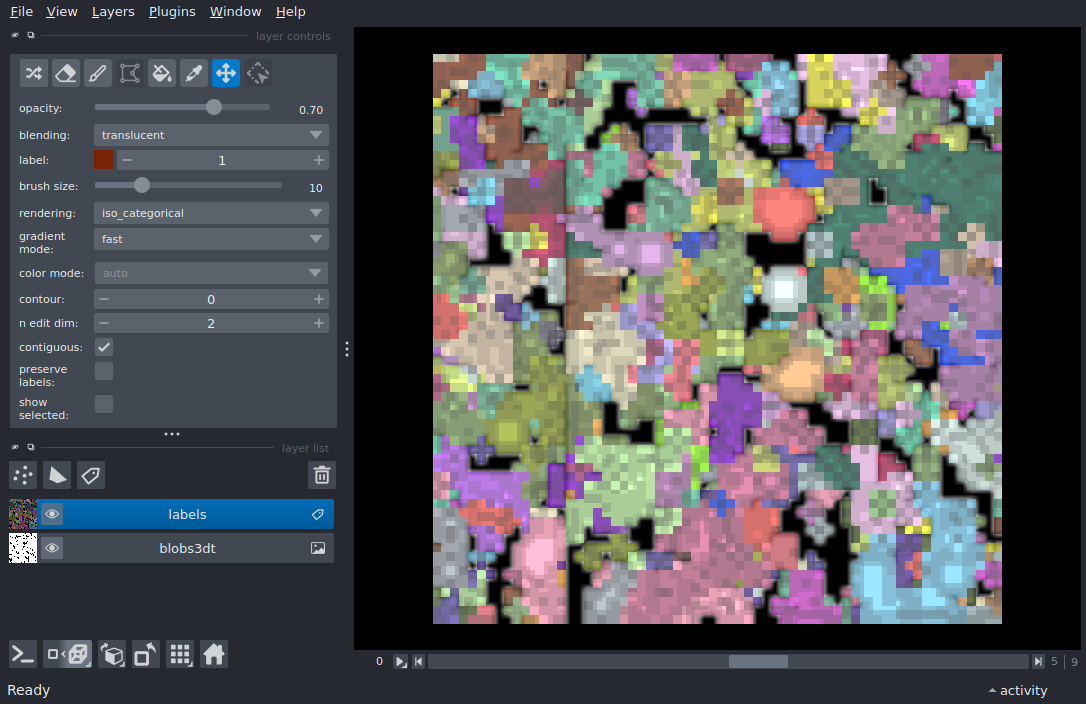 File View Layers Plugins Window Help
layer controls
opacity: 0.70
blending: translucent
label: 1
brush size: 10
rendering: iso_categorical
gradient
mode: fast
color mode: auto
contour: 0
n edit dim: 2
contiguous:
preserve
labels:
show
selected:
layer list
labels
blobs3dt
0 5 9
Ready activity